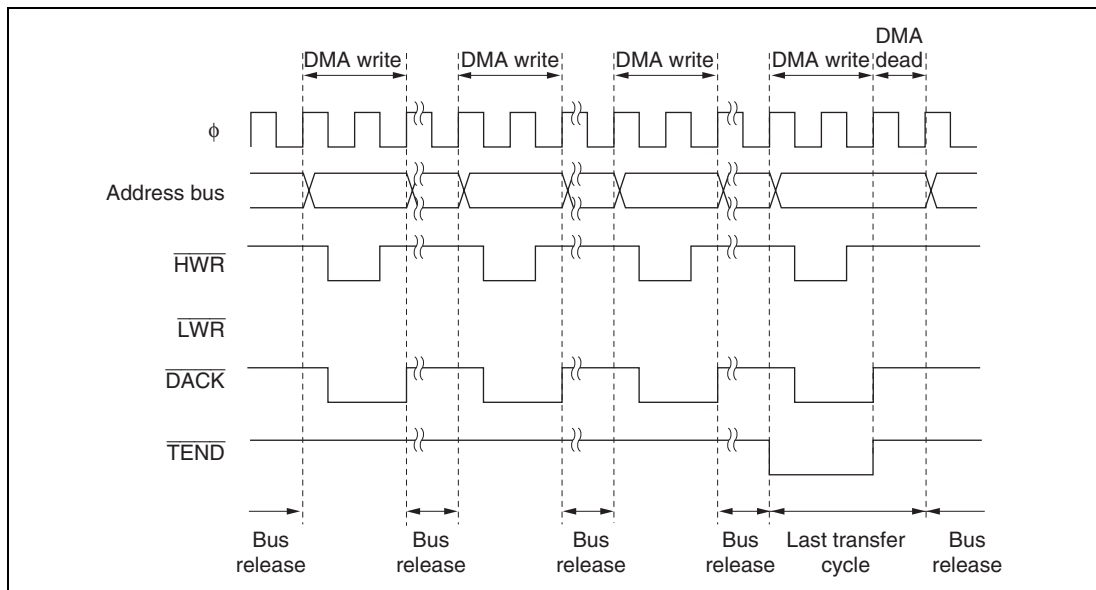 DMA
DMA write DMA write DMA write DMA write dead
ϕ
Address bus
HWR
LWR
DACK
TEND
Bus Bus Bus Bus Last transfer Bus
release release release release cycle release